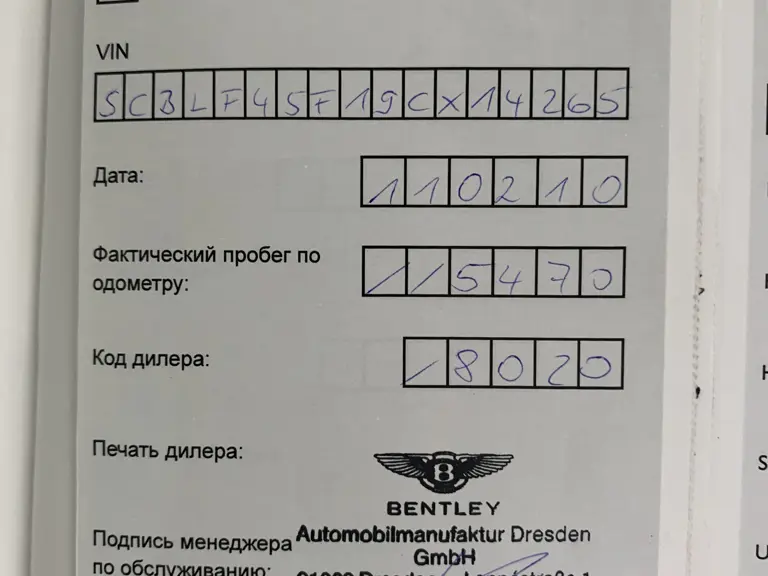 VIN
SCBLF45F19CX14265
Дата:
110210
Фактический пробег по
одометру:
//5470
Код дилера:
/8020
Печать дилера:
B
BENTLEY
Подпись менеджера
по обслуживанию:
Automobilmanufaktur Dresden
GmbH